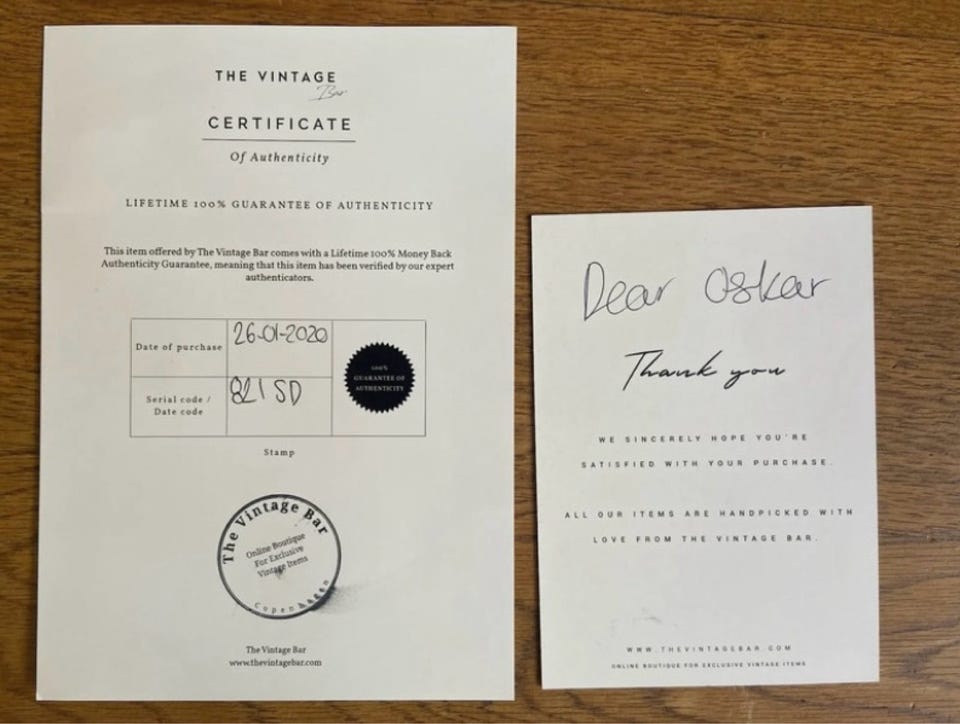 THE VINTAGE
Bar
CERTIFICATE
Of Authenticity
LIFETIME 100% GUARANTEE OF AUTHENTICITY
This item offered by The Vintage Bar comes with a Lifetime 100% Money Back
Authenticity Guarantee, meaning that this item has been verified by our expert
authenticators.
Date of purchase
26-01-2020
Serial code /
Date code
821 SD
100%
GUARANTEE OF
AUTHENTICITY
Stamp
The Vintage Bar
Online Boutique
For Exclusive
Vintage Items
Copenhagen
The Vintage Bar
www.thevintagebar.com
Dear Oskar
Thank you
WE SINCERELY HOPE YOU'RE
SATISFIED WITH YOUR PURCHASE.
ALL OUR ITEMS ARE HANDPICKED WITH
LOVE FROM THE VINTAGE BAR.
WWW.THEVINTAGEBAR.COM
ONLINE BOUTIQUE FOR EXCLUSIVE VINTAGE ITEMS